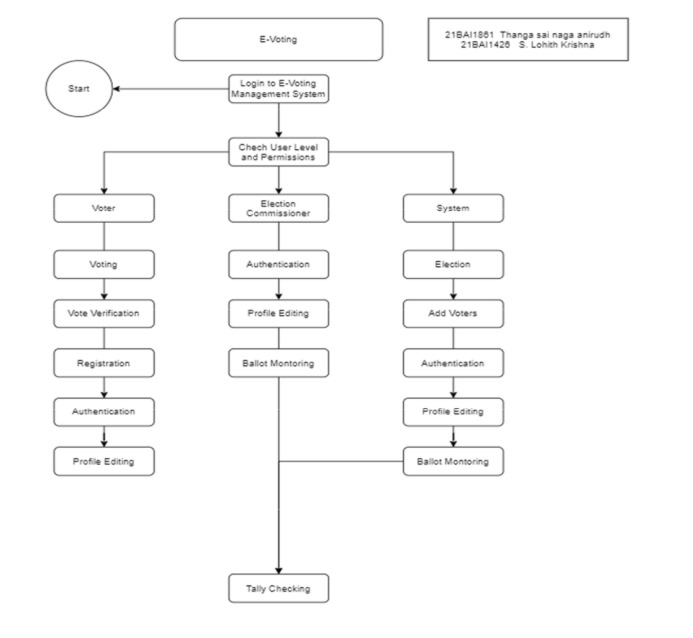 E-Voting
21BAI1861 Thanga sai naga anirudh
21BAI1426 S. Lohith Krishna
Start
Login to E-Voting
Management System
Chech User Level
and Permissions
Voter
Election
Commissioner
System
Voting
Authentication
Election
Vote Verification
Profile Editing
Add Voters
Registration
Ballot Montoring
Authentication
Authentication
Profile Editing
Profile Editing
Ballot Montoring
Tally Checking